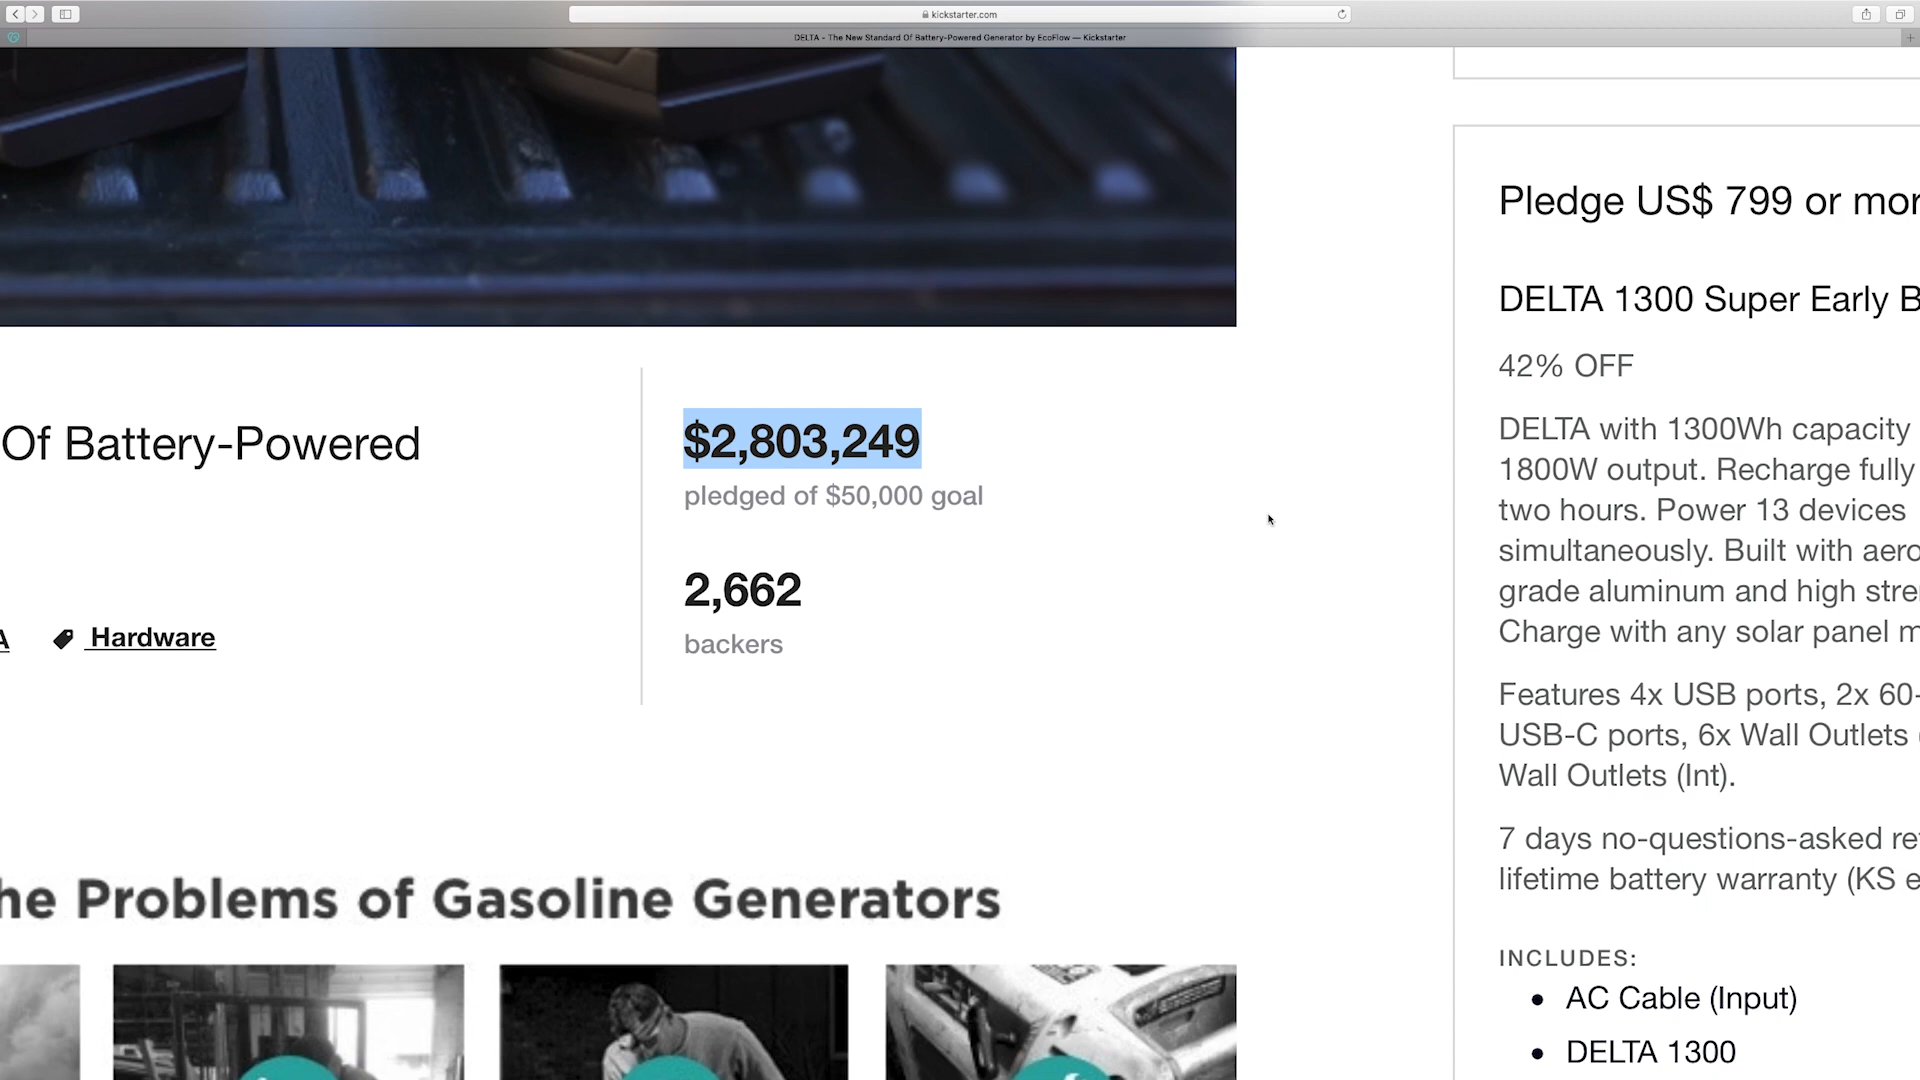 kickstarter.com
DELTA - The New Standard Of Battery-Powered Generator by EcoFlow — Kickstarter
Of Battery-Powered
Hardware
$2,803,249
pledged of $50,000 goal
2,662
backers
he Problems of Gasoline Generators
Pledge US$ 799 or mor
DELTA 1300 Super Early B
42% OFF
DELTA with 1300Wh capacity
1800W output. Recharge fully
two hours. Power 13 devices
simultaneously. Built with aero
grade aluminum and high stre
Charge with any solar panel m
Features 4x USB ports, 2x 60-
USB-C ports, 6x Wall Outlets (
Wall Outlets (Int).
7 days no-questions-asked re
lifetime battery warranty (KS e
INCLUDES:
• AC Cable (Input)
• DELTA 1300